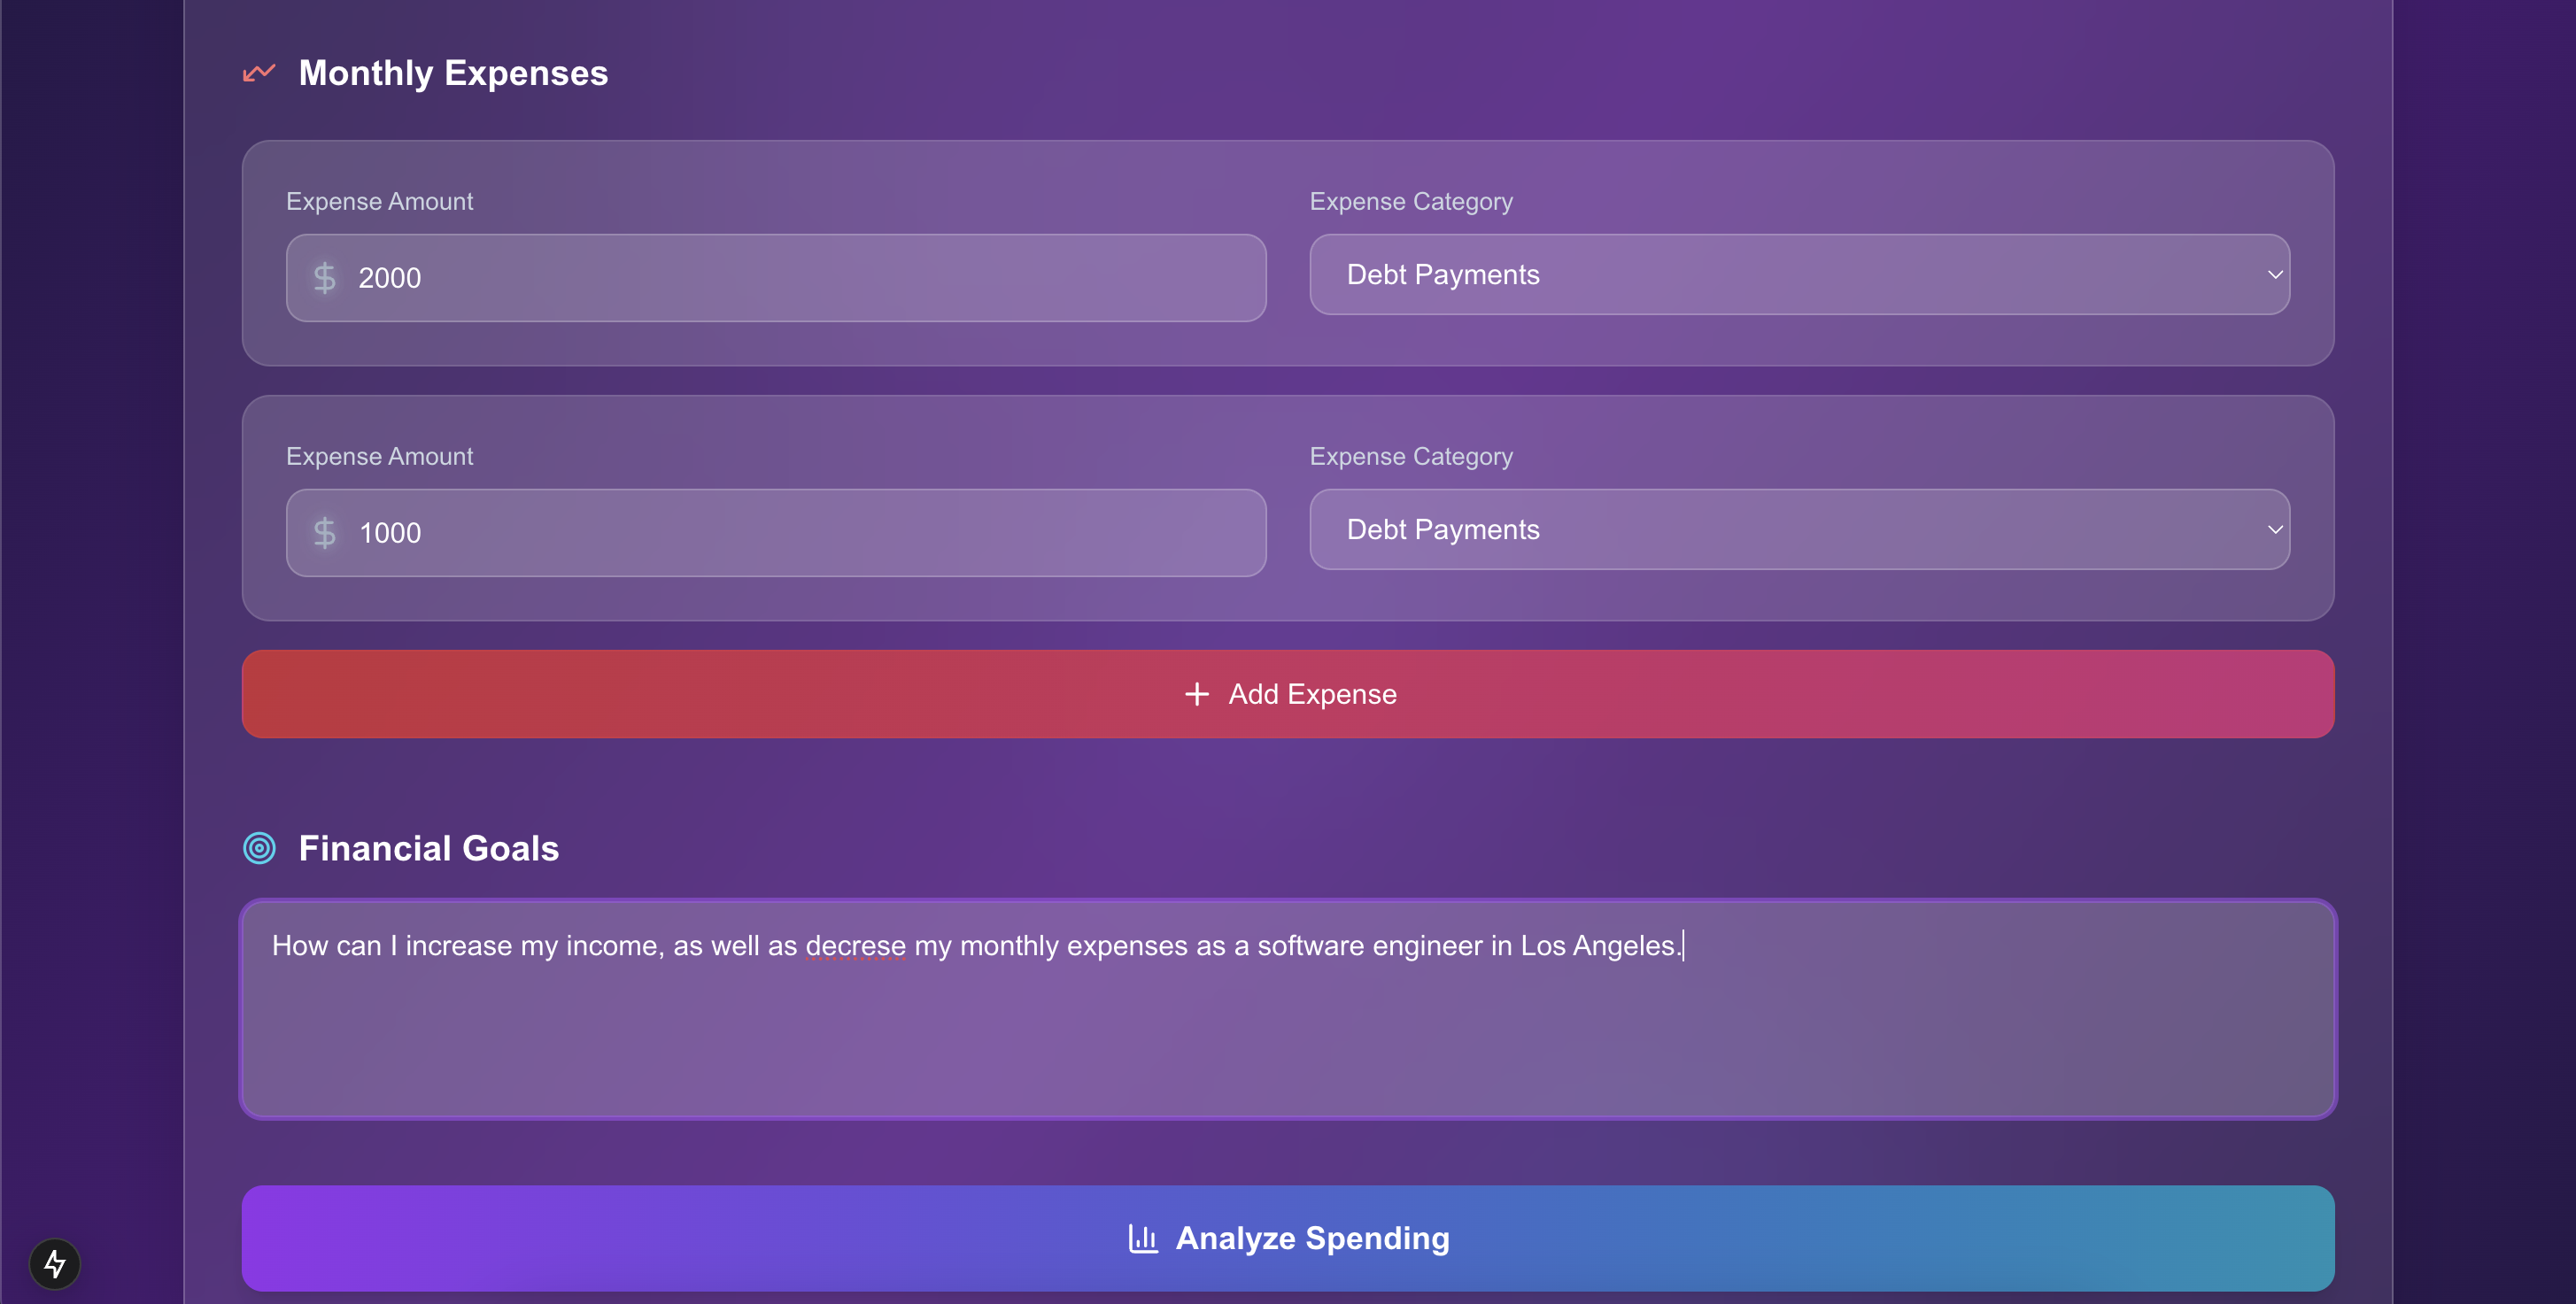 Monthly Expenses
Expense Amount
Expense Category
$ 2000
Debt Payments
Expense Amount
Expense Category
$ 1000
Debt Payments
+ Add Expense
Financial Goals
How can I increase my income, as well as decrese my monthly expenses as a software engineer in Los Angeles.
Analyze Spending